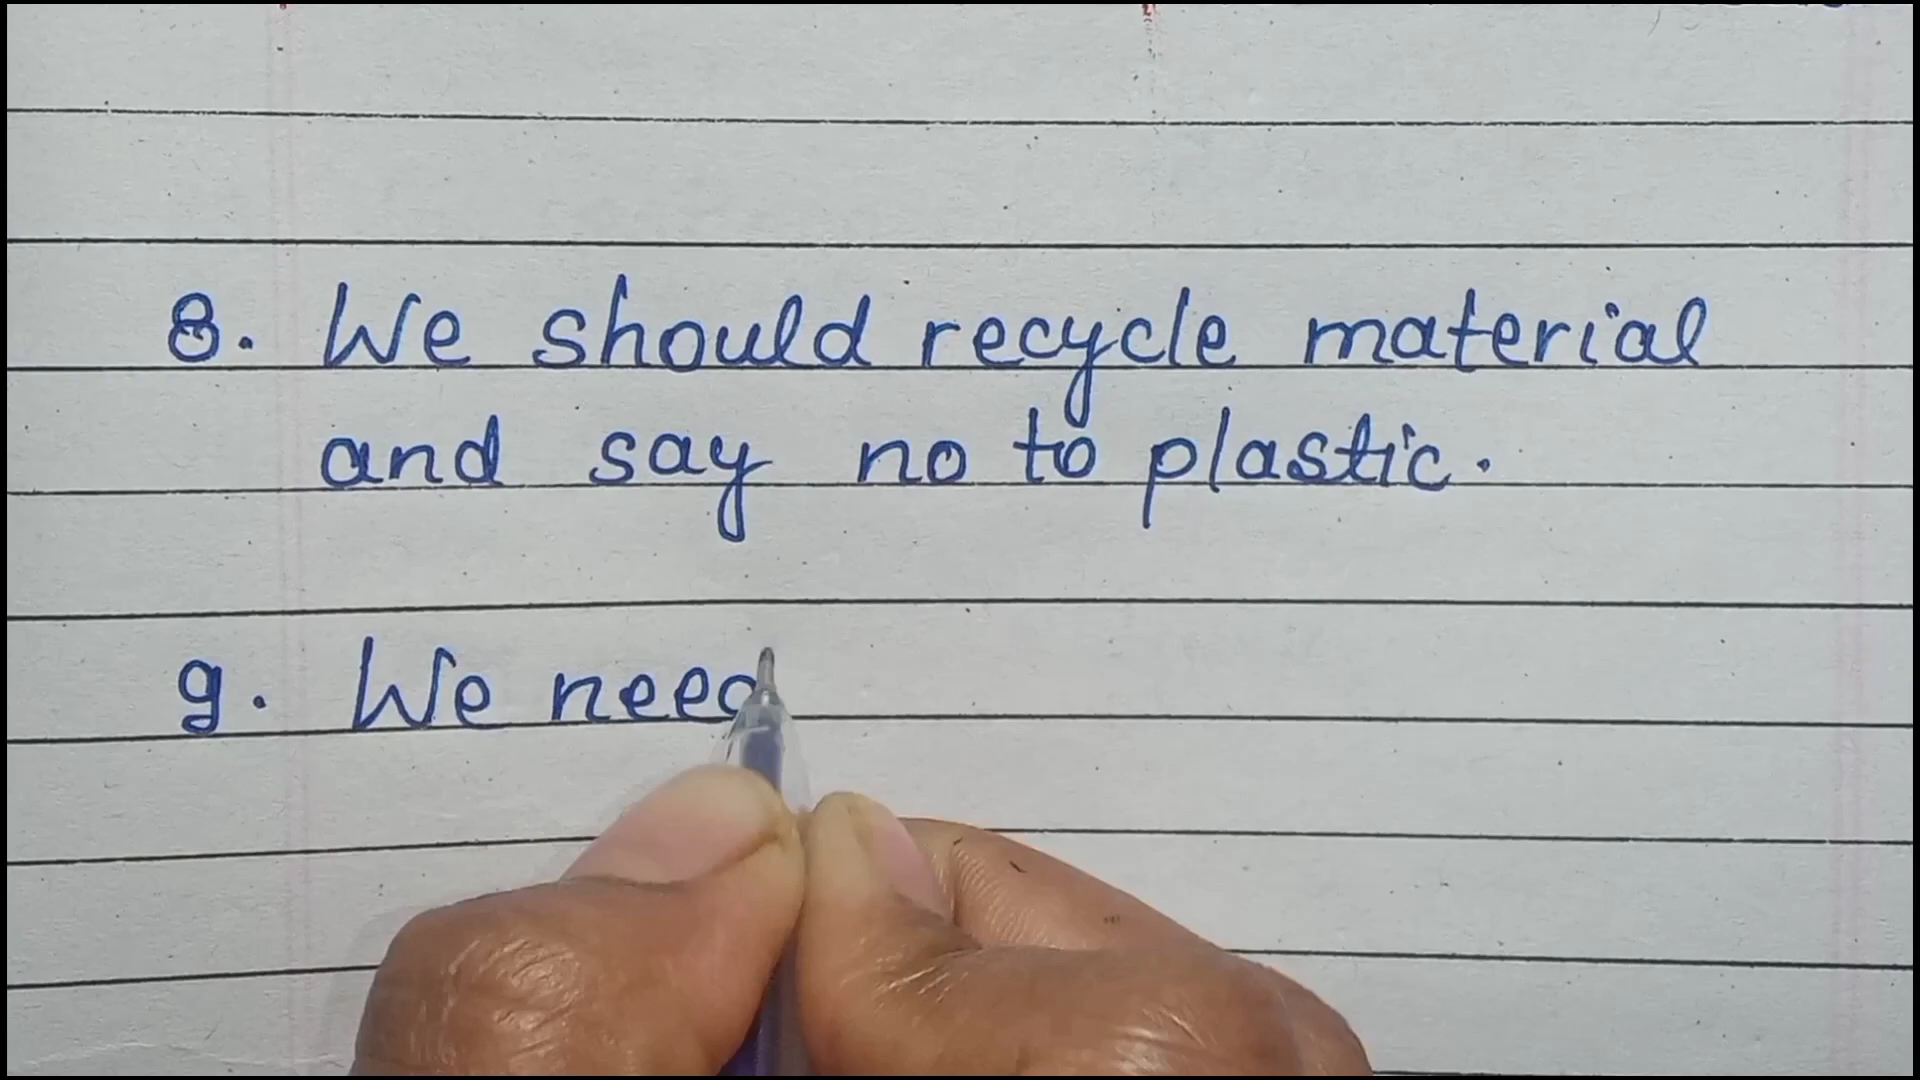 8. We should recycle material
and say no to plastic.
9. We need